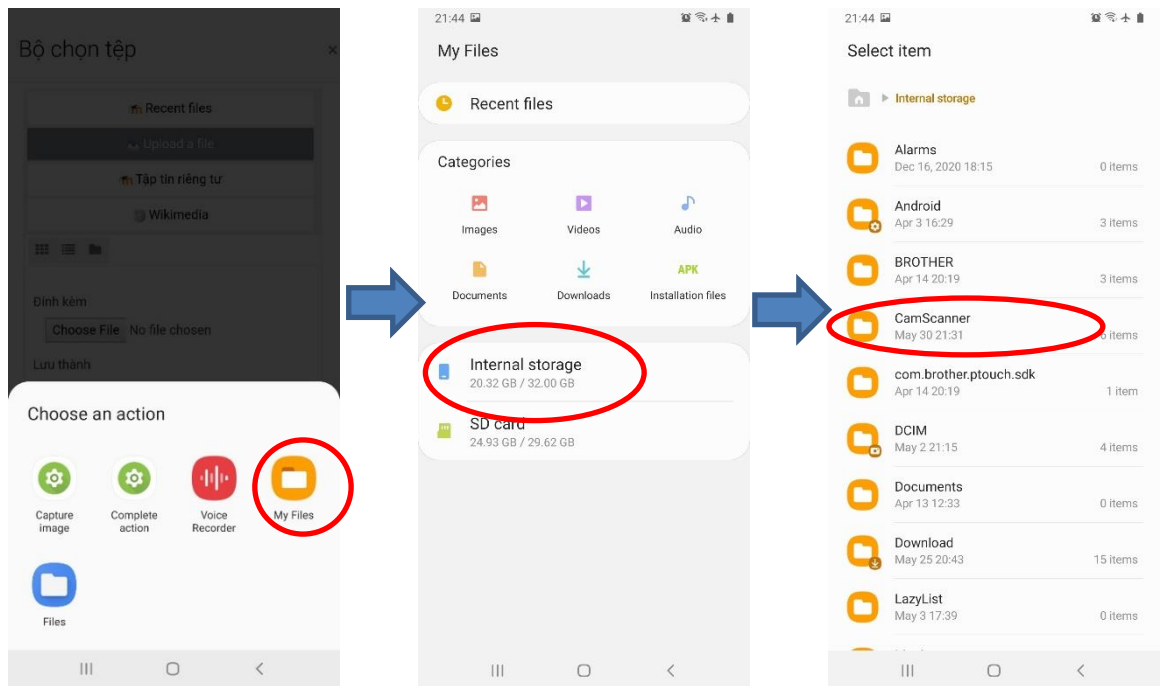 Bộ chọn tệp
×
Recent files
Upload a file
Tập tin riêng tư
Wikimedia
Đính kèm
Choose File No file chosen
Lưu thành
Choose an action
Capture image
Complete action
Voice Recorder
My Files
Files
21:44
My Files
Recent files
Categories
Images
Videos
Audio
APK
Documents
Downloads
Installation files
Internal storage
20.32 GB / 32.00 GB
SD card
24.93 GB / 29.62 GB
21:44
Select item
Internal storage
Alarms
Dec 16, 2020 18:15 0 items
Android
Apr 3 16:29 3 items
BROTHER
Apr 14 20:19 3 items
CamScanner
May 30 21:31 6 items
com.brother.ptouch.sdk
Apr 14 20:19 1 item
DCIM
May 2 21:15 4 items
Documents
Apr 13 12:33 0 items
Download
May 25 20:43 15 items
LazyList
May 3 17:39 0 items